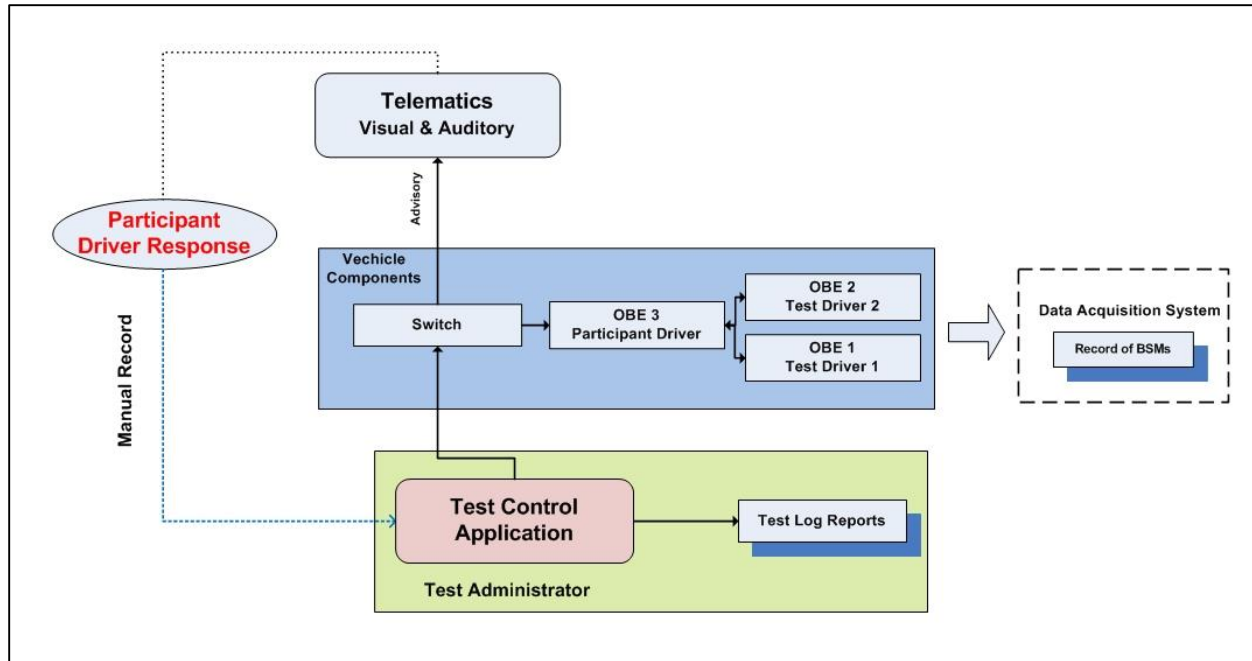 Telematics
Visual & Auditory
Advisory
Participant
Driver Response
Vechicle
Components
Switch
OBE 3
Participant Driver
OBE 2
Test Driver 2
OBE 1
Test Driver 1
Data Acquisition System
Record of BSMs
Manual Record
Test Control
Application
Test Log Reports
Test Administrator